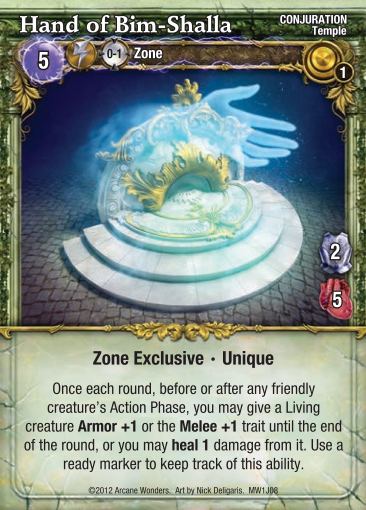 Hand of Bim-Shalla
CONJURATION
Temple
5
0-1
Zone
1
2
5
Zone Exclusive • Unique
Once each round, before or after any friendly
creature's Action Phase, you may give a Living
creature Armor +1 or the Melee +1 trait until the end
of the round, or you may heal 1 damage from it. Use a
ready marker to keep track of this ability.
©2012 Arcane Wonders. Art by Nick Deligaris. MW1J08